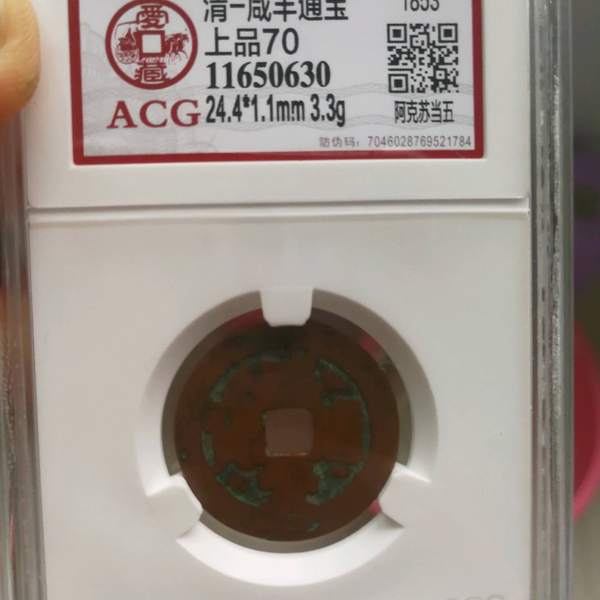 清-咸丰通宝
1853
上品70
11650630
爱藏
ACG
24.4*1.1mm 3.3g
阿克苏当五
防伪码：7046028769521784